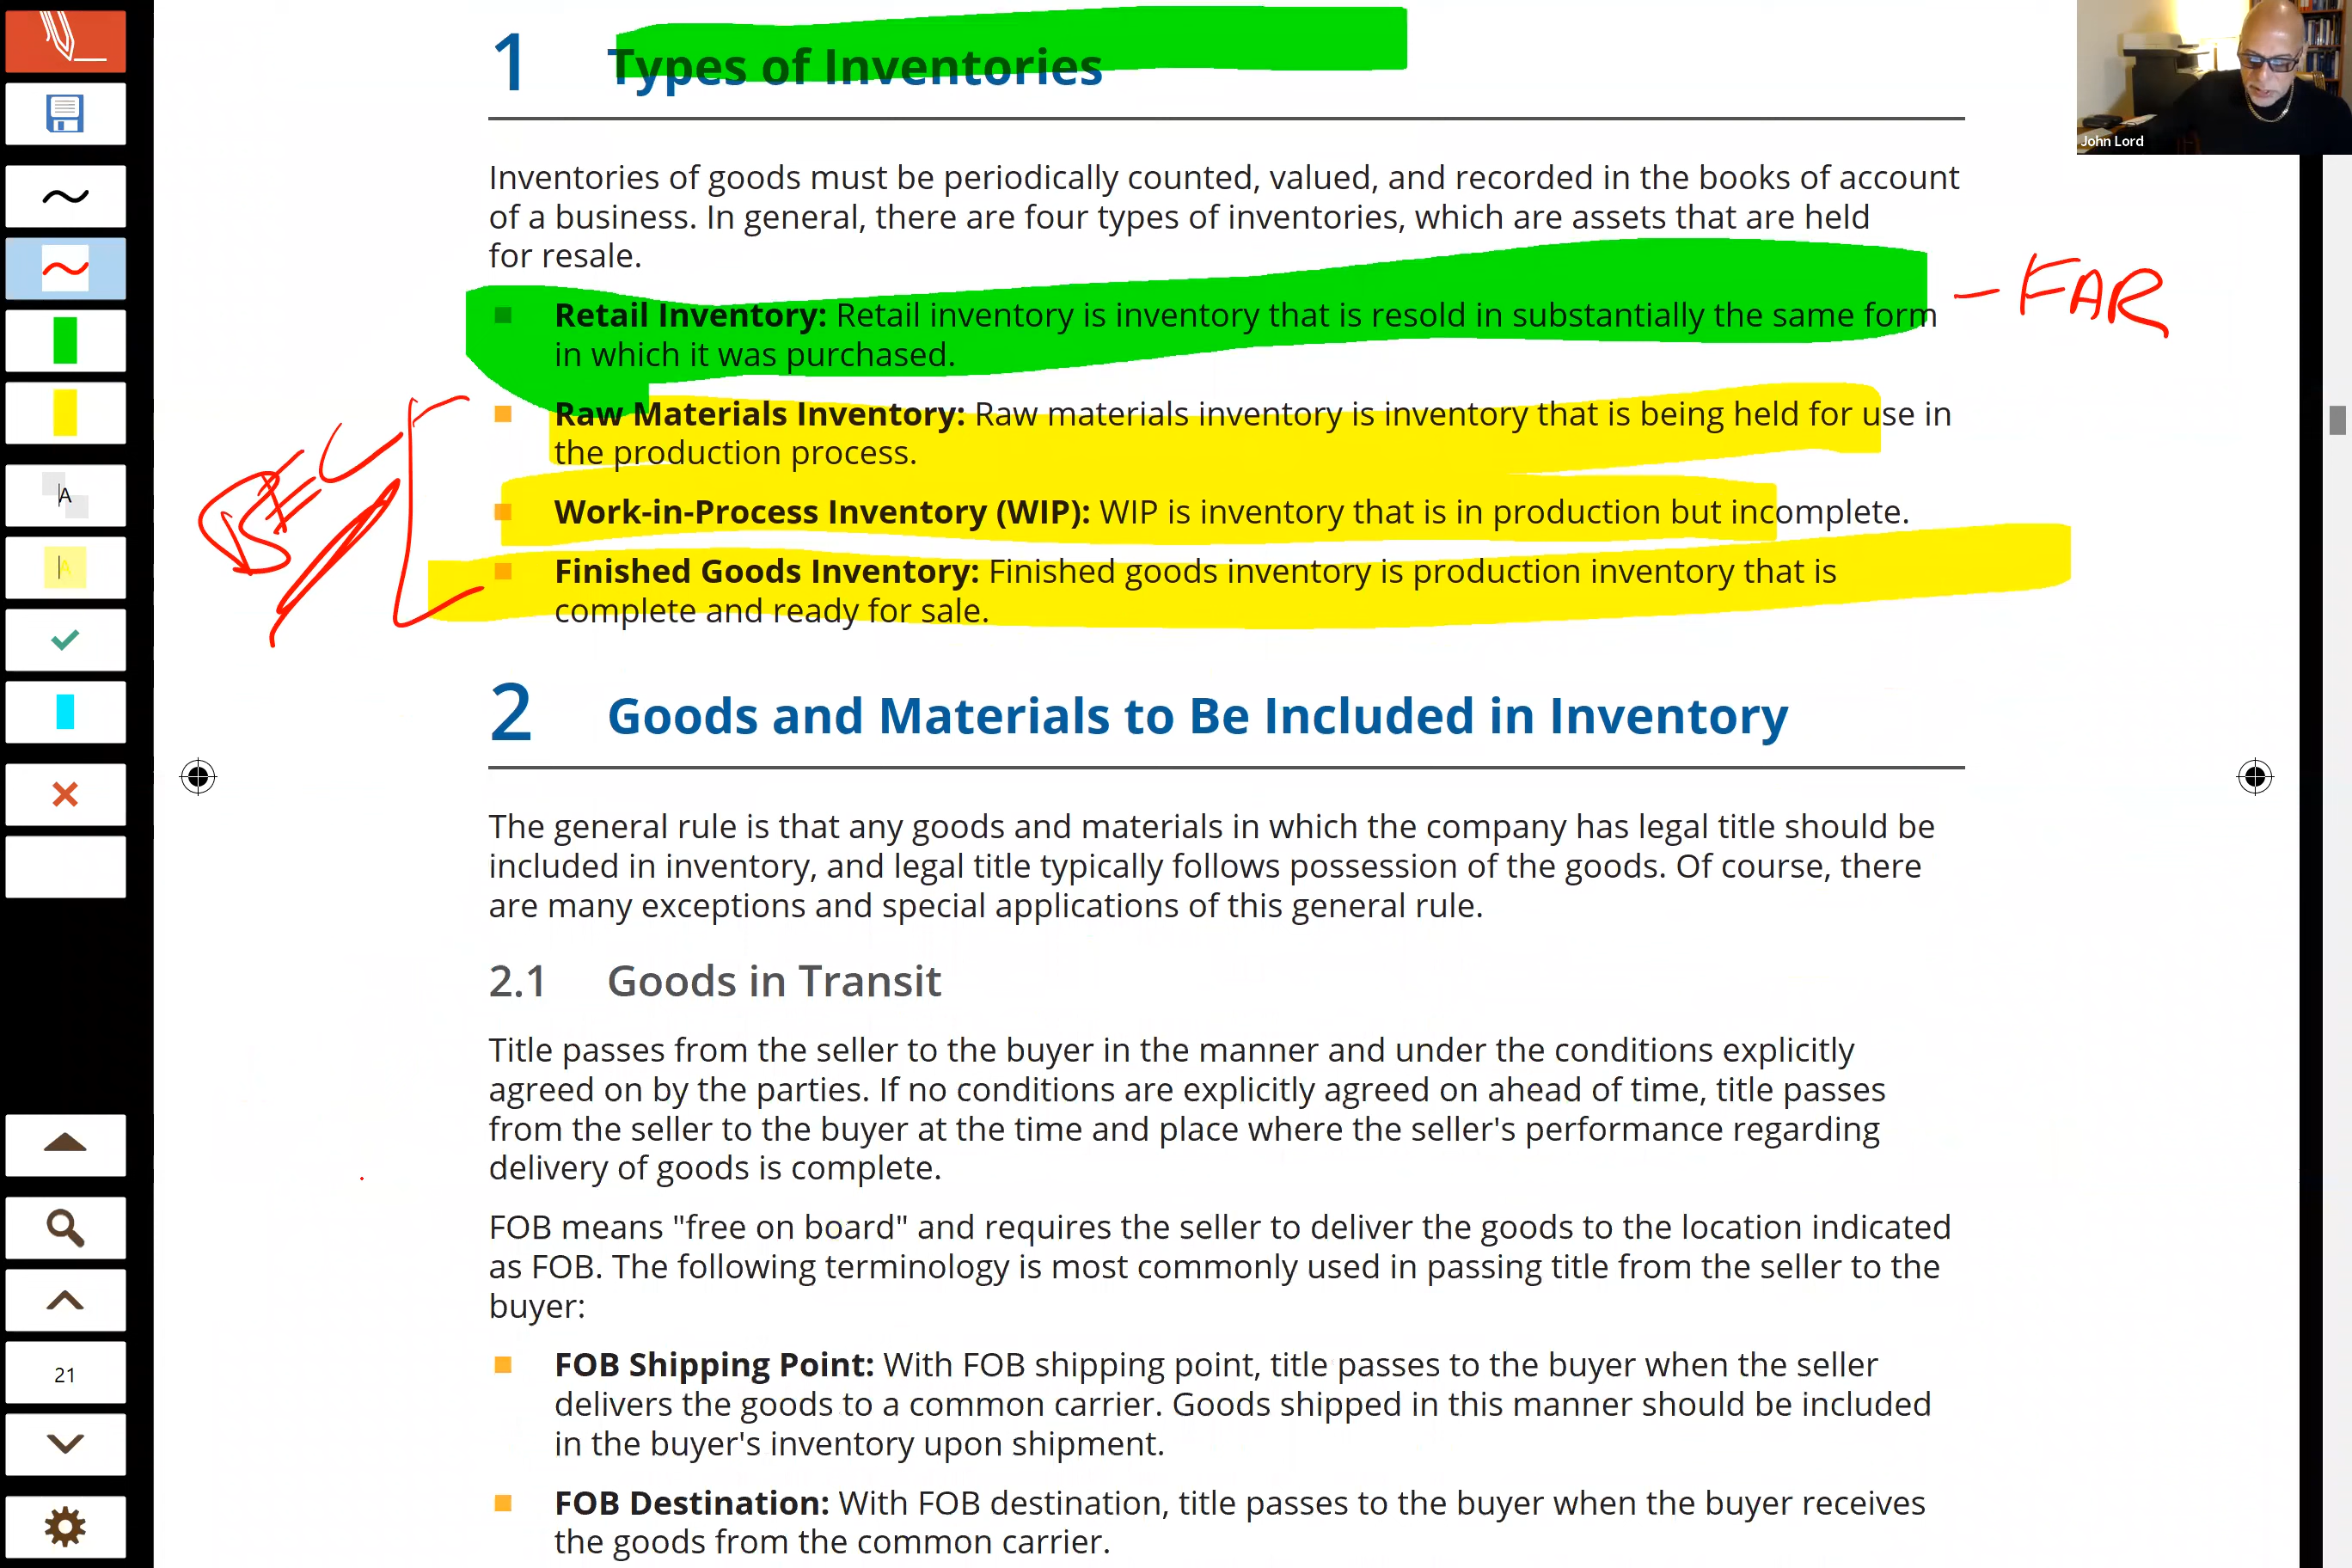 1 Types of Inventories
John Lord
Inventories of goods must be periodically counted, valued, and recorded in the books of account
of a business. In general, there are four types of inventories, which are assets that are held
for resale.
Retail Inventory: Retail inventory is inventory that is resold in substantially the same form
in which it was purchased.
- FAR
Raw Materials Inventory: Raw materials inventory is inventory that is being held for use in
the production process.
BEC
Work-in-Process Inventory (WIP): WIP is inventory that is in production but incomplete.
Finished Goods Inventory: Finished goods inventory is production inventory that is
complete and ready for sale.
2 Goods and Materials to Be Included in Inventory
The general rule is that any goods and materials in which the company has legal title should be
included in inventory, and legal title typically follows possession of the goods. Of course, there
are many exceptions and special applications of this general rule.
2.1 Goods in Transit
Title passes from the seller to the buyer in the manner and under the conditions explicitly
agreed on by the parties. If no conditions are explicitly agreed on ahead of time, title passes
from the seller to the buyer at the time and place where the seller's performance regarding
delivery of goods is complete.
FOB means "free on board" and requires the seller to deliver the goods to the location indicated
as FOB. The following terminology is most commonly used in passing title from the seller to the
buyer:
FOB Shipping Point: With FOB shipping point, title passes to the buyer when the seller
delivers the goods to a common carrier. Goods shipped in this manner should be included
in the buyer's inventory upon shipment.
FOB Destination: With FOB destination, title passes to the buyer when the buyer receives
the goods from the common carrier.
A
A
21